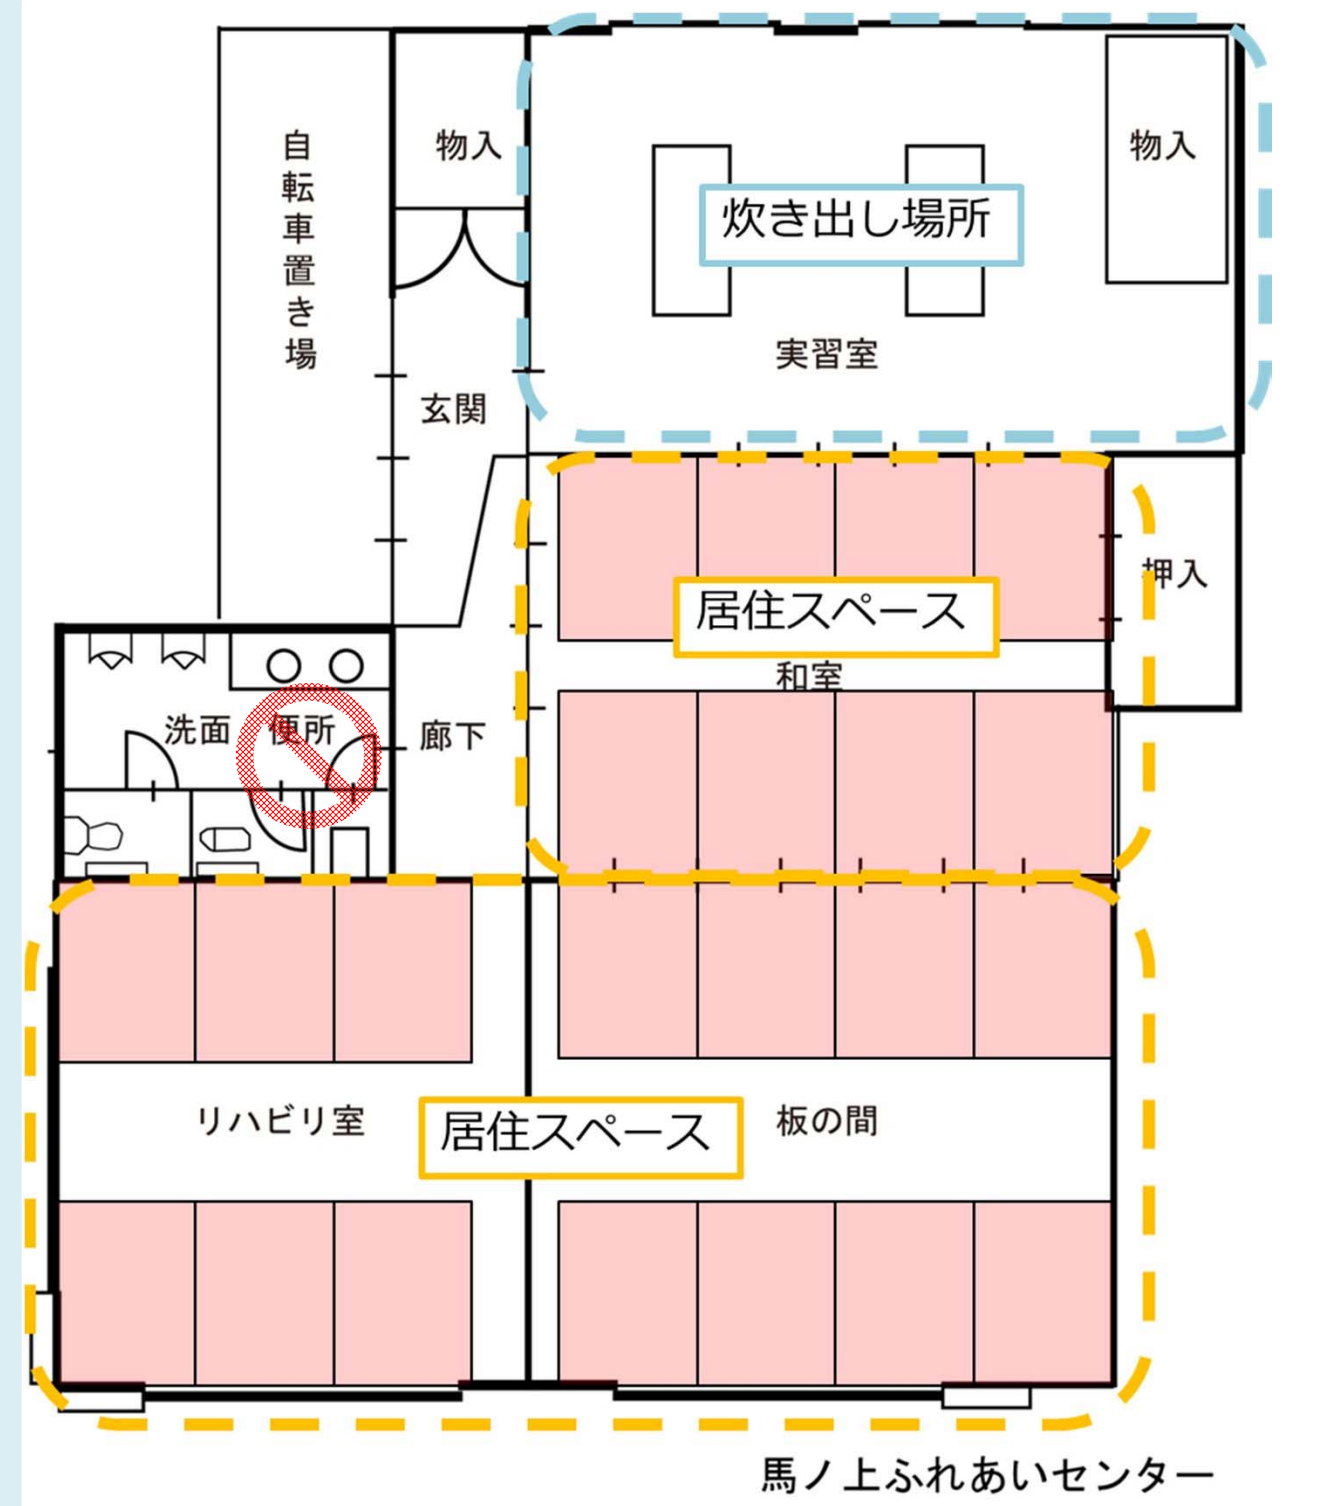 自転車置き場
物入
物入
炊き出し場所
実習室
玄関
居住スペース
押入
和室
洗面 便所
廊下
リハビリ室
居住スペース
板の間
馬ノ上ふれあいセンター